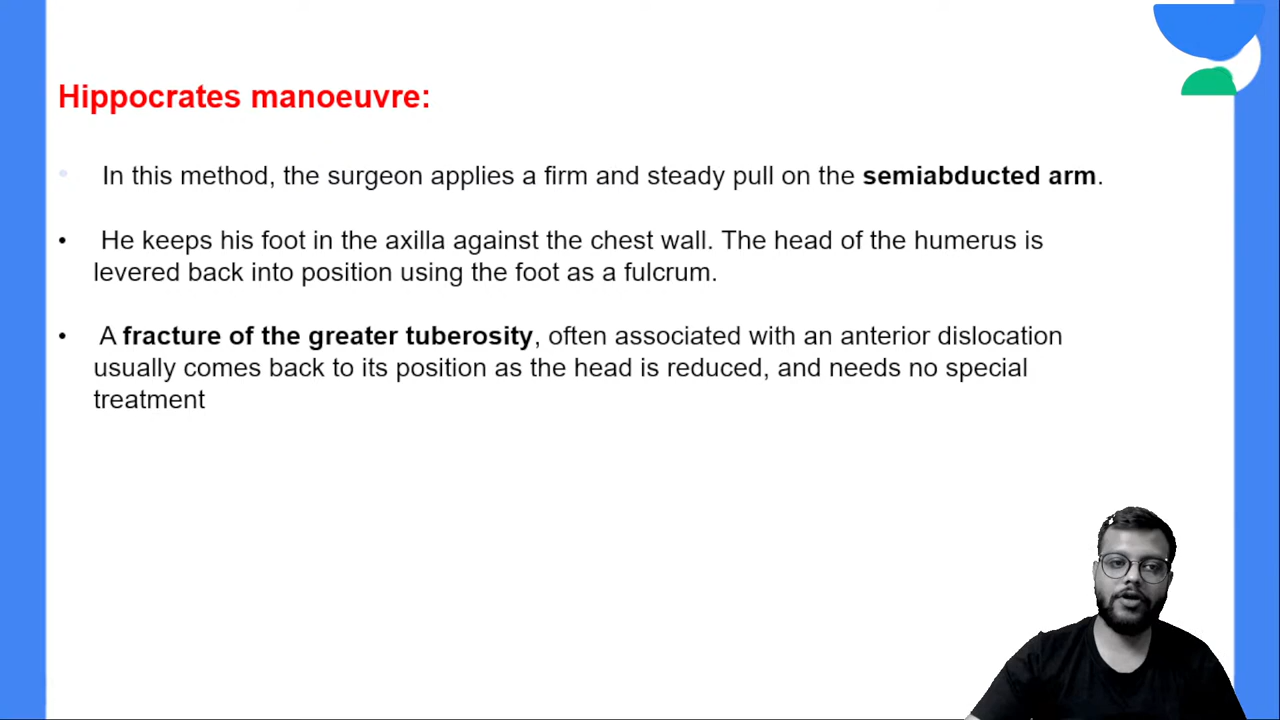 Hippocrates manoeuvre:
• In this method, the surgeon applies a firm and steady pull on the semiabducted arm.
• He keeps his foot in the axilla against the chest wall. The head of the humerus is
levered back into position using the foot as a fulcrum.
• A fracture of the greater tuberosity, often associated with an anterior dislocation
usually comes back to its position as the head is reduced, and needs no special
treatment